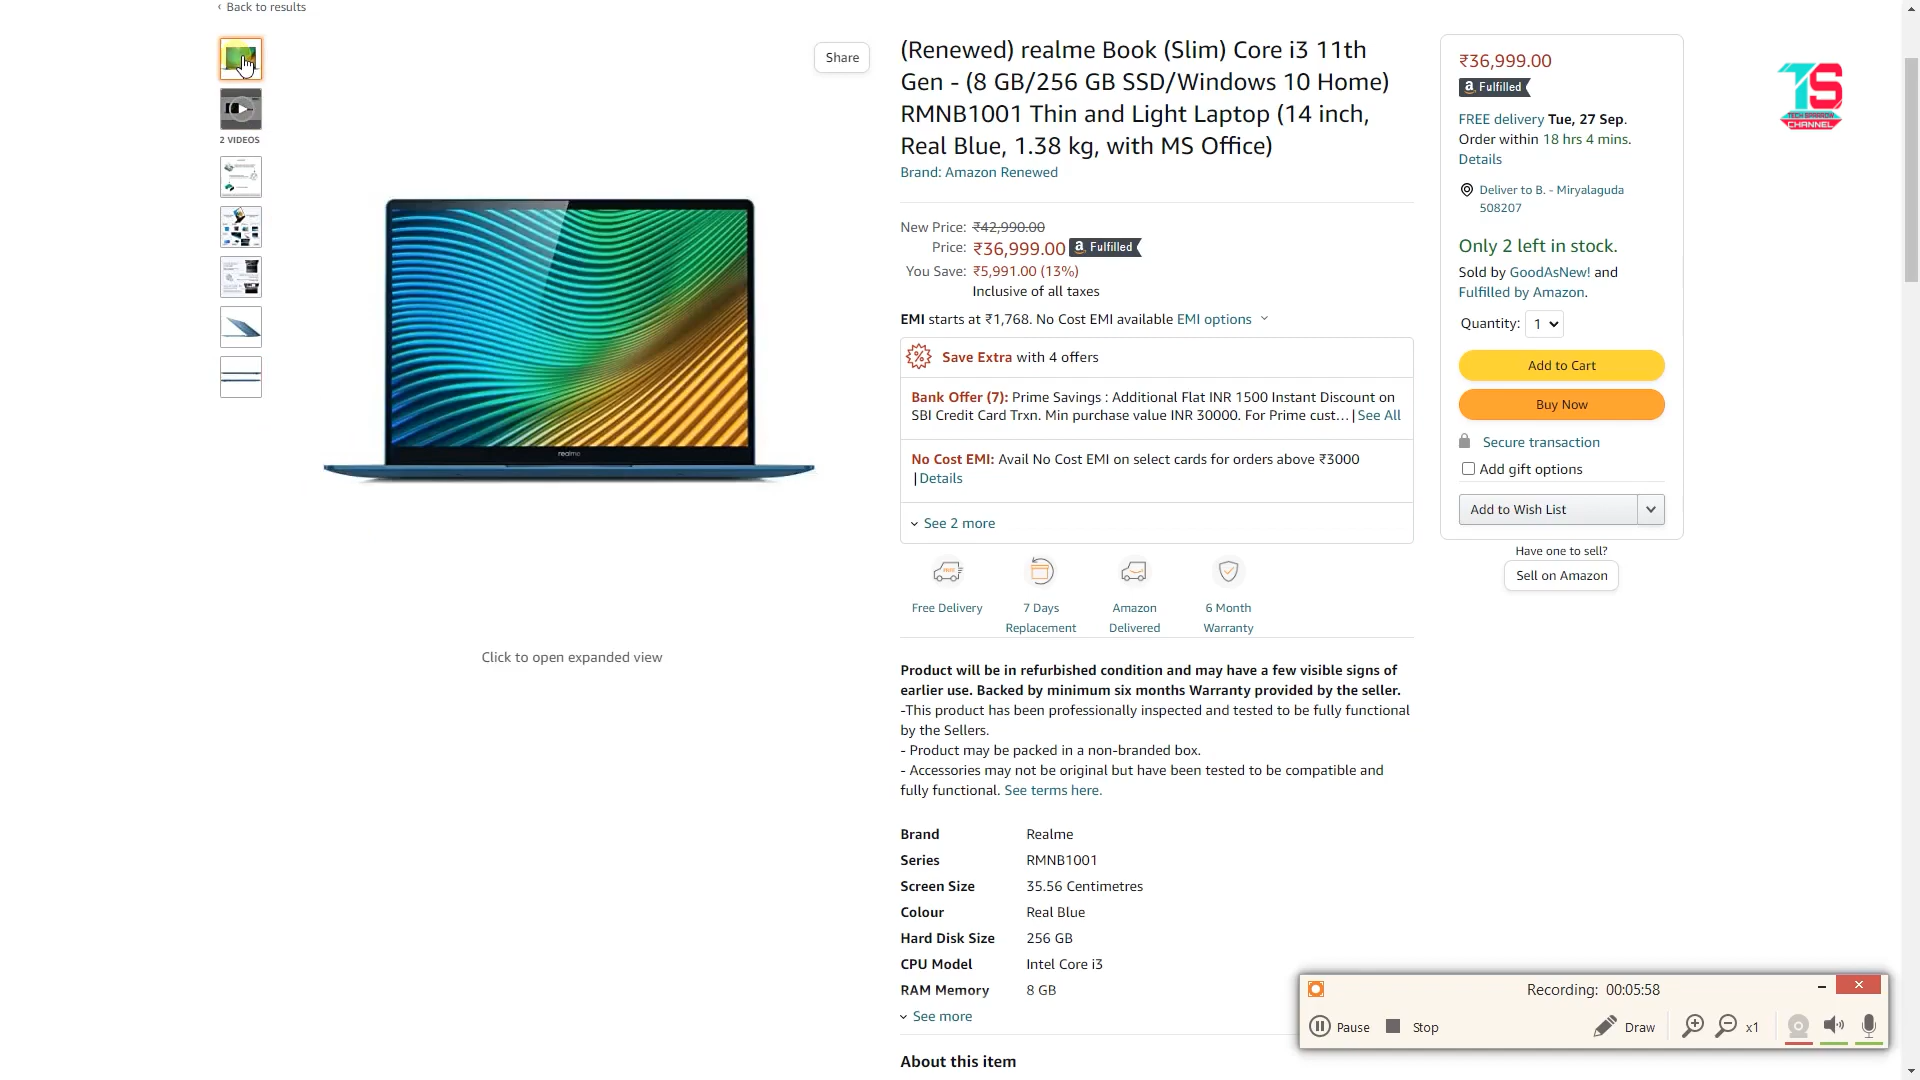 ‹ Back to results
2 VIDEOS
Share
realme
Click to open expanded view
(Renewed) realme Book (Slim) Core i3 11th
Gen - (8 GB/256 GB SSD/Windows 10 Home)
RMNB1001 Thin and Light Laptop (14 inch,
Real Blue, 1.38 kg, with MS Office)
Brand: Amazon Renewed
New Price: ₹42,990.00
Price: ₹36,999.00 a Fulfilled
You Save: ₹5,991.00 (13%)
Inclusive of all taxes
EMI starts at ₹1,768. No Cost EMI available EMI options
Save Extra with 4 offers
Bank Offer (7): Prime Savings : Additional Flat INR 1500 Instant Discount on
SBI Credit Card Trxn. Min purchase value INR 30000. For Prime cust… | See All
No Cost EMI: Avail No Cost EMI on select cards for orders above ₹3000
| Details
See 2 more
Free Delivery
7 Days
Replacement
Amazon
Delivered
6 Month
Warranty
Product will be in refurbished condition and may have a few visible signs of
earlier use. Backed by minimum six months Warranty provided by the seller.
-This product has been professionally inspected and tested to be fully functional
by the Sellers.
- Product may be packed in a non-branded box.
- Accessories may not be original but have been tested to be compatible and
fully functional. See terms here.
Brand Realme
Series RMNB1001
Screen Size 35.56 Centimetres
Colour Real Blue
Hard Disk Size 256 GB
CPU Model Intel Core i3
RAM Memory 8 GB
See more
About this item
₹36,999.00
a Fulfilled
FREE delivery Tue, 27 Sep.
Order within 18 hrs 4 mins.
Details
Deliver to B. - Miryalaguda
508207
Only 2 left in stock.
Sold by GoodAsNew! and
Fulfilled by Amazon.
Quantity: 1
Add to Cart
Buy Now
Secure transaction
Add gift options
Add to Wish List
Have one to sell?
Sell on Amazon
TS
TECH SPARROW
CHANNEL
Recording: 00:05:58
Pause Stop Draw x1